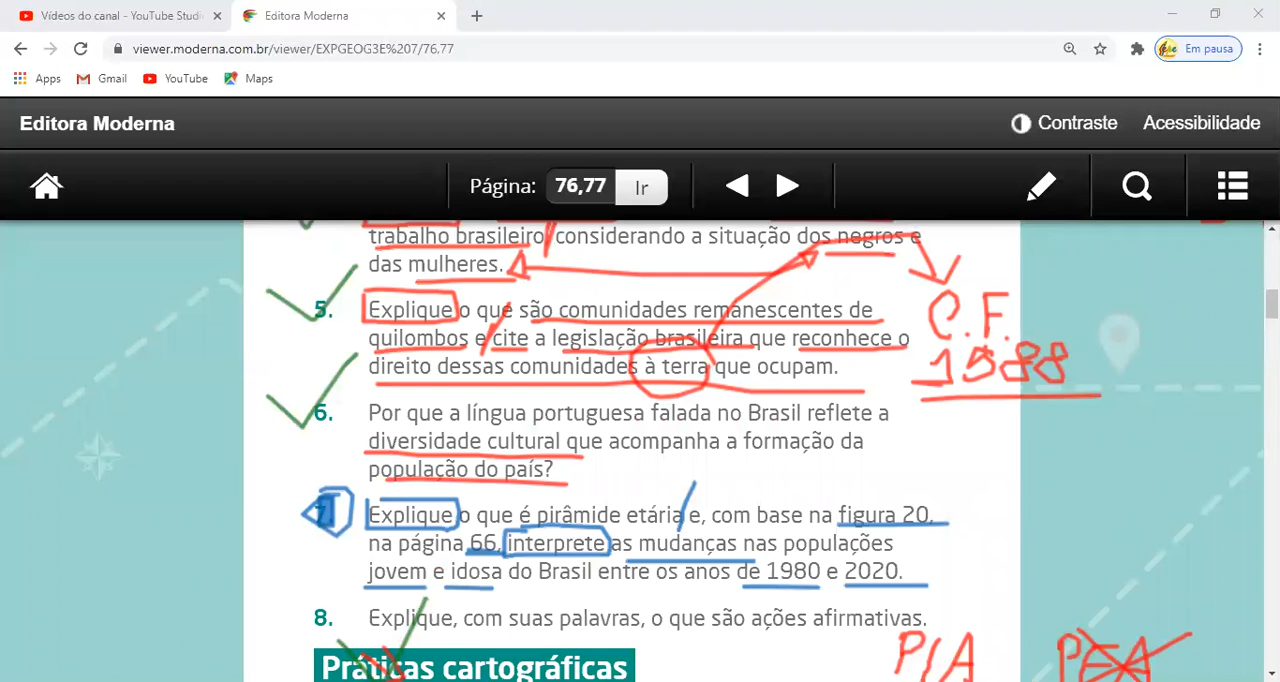 Vídeos do canal - YouTube Studi
Editora Moderna
viewer.moderna.com.br/viewer/EXPGEOG3E%207/76.77
Em pausa
Apps Gmail YouTube Maps
Editora Moderna
Contraste Acessibilidade
Página: 76,77 Ir
trabalho brasileiro, considerando a situação dos negros e
das mulheres.
5. Explique o que são comunidades remanescentes de
quilombos e cite a legislação brasileira que reconhece o
direito dessas comunidades à terra que ocupam.
C.F.
1988
6. Por que a língua portuguesa falada no Brasil reflete a
diversidade cultural que acompanha a formação da
população do país?
7. Explique o que é pirâmide etária e, com base na figura 20,
na página 66, interprete as mudanças nas populações
jovem e idosa do Brasil entre os anos de 1980 e 2020.
8. Explique, com suas palavras, o que são ações afirmativas.
Práticas cartográficas
PIA PEA